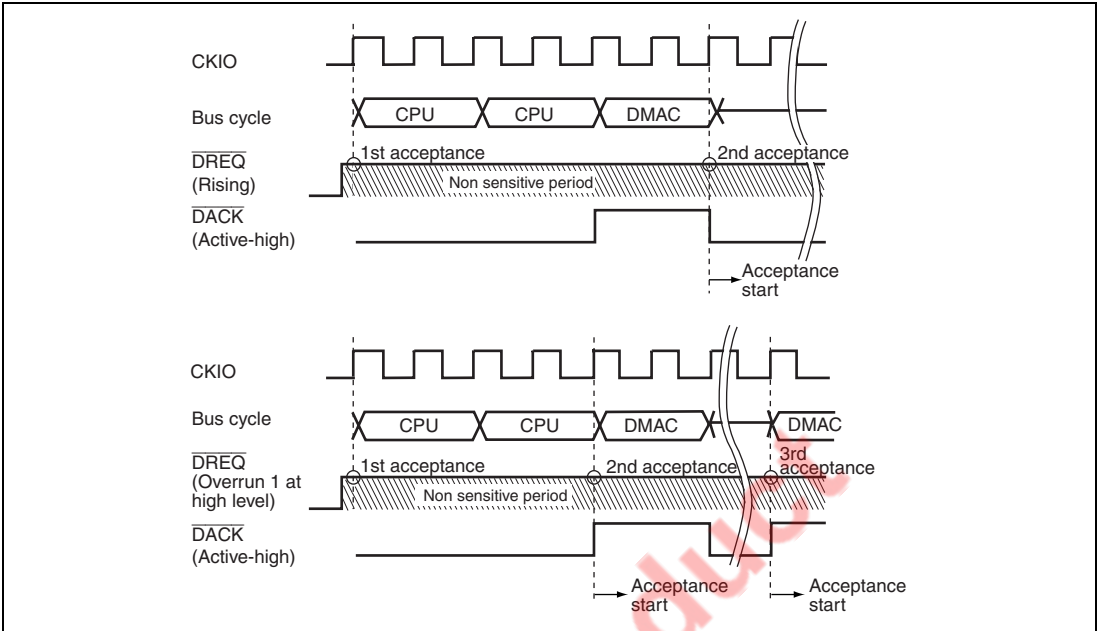 CKIO
Bus cycle
CPU
CPU
DMAC
DREQ
(Rising)
1st acceptance
2nd acceptance
Non sensitive period
DACK
(Active-high)
Acceptance
start
CKIO
Bus cycle
CPU
CPU
DMAC
DMAC
DREQ
(Overrun 1 at
high level)
1st acceptance
2nd acceptance
3rd
acceptance
Non sensitive period
DACK
(Active-high)
Acceptance
start
Acceptance
start
duct